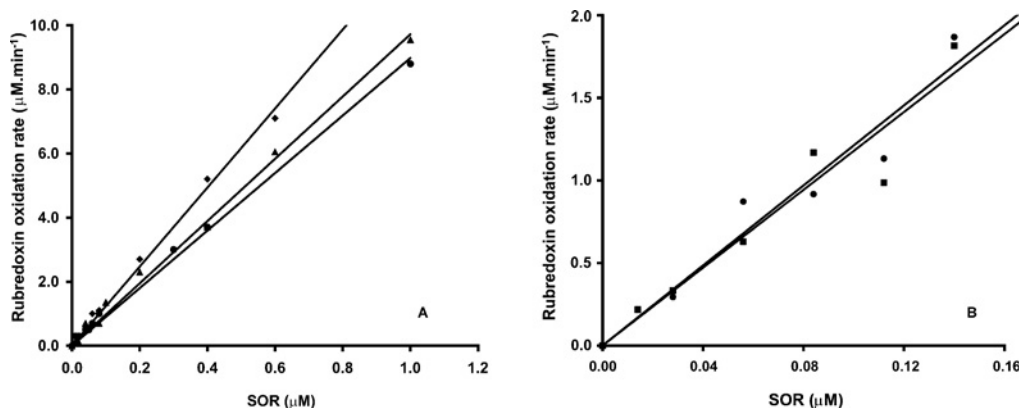 10.0
8.0
6.0
4.0
2.0
0.0
Rubredoxin oxidation rate (μM.min-1)
0.0 0.2 0.4 0.6 0.8 1.0 1.2
SOR (μM)
A
2.0
1.5
1.0
0.5
0.0
Rubredoxin oxidation rate (μM.min-1)
0.00 0.04 0.08 0.12 0.16
SOR (μM)
B